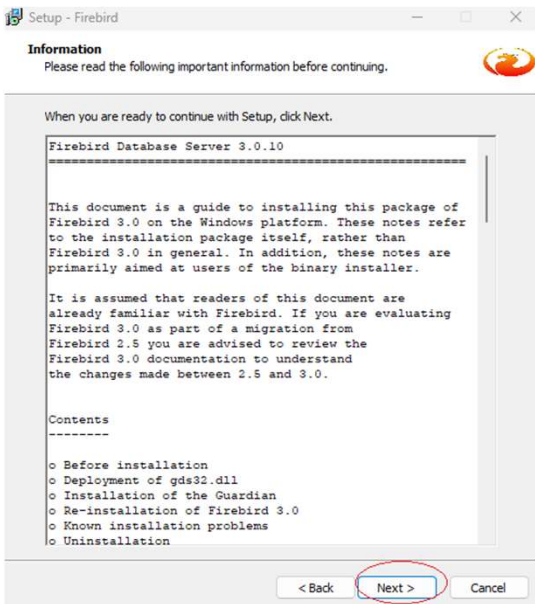 Setup - Firebird
Information
Please read the following important information before continuing.
When you are ready to continue with Setup, click Next.
Firebird Database Server 3.0.10
=======================================================
This document is a guide to installing this package of
Firebird 3.0 on the Windows platform. These notes refer
to the installation package itself, rather than
Firebird 3.0 in general. In addition, these notes are
primarily aimed at users of the binary installer.
It is assumed that readers of this document are
already familiar with Firebird. If you are evaluating
Firebird 3.0 as part of a migration from
Firebird 2.5 you are advised to review the
Firebird 3.0 documentation to understand
the changes made between 2.5 and 3.0.
Contents
--------
o Before installation
o Deployment of gds32.dll
o Installation of the Guardian
o Re-installation of Firebird 3.0
o Known installation problems
o Uninstallation
< Back Next > Cancel